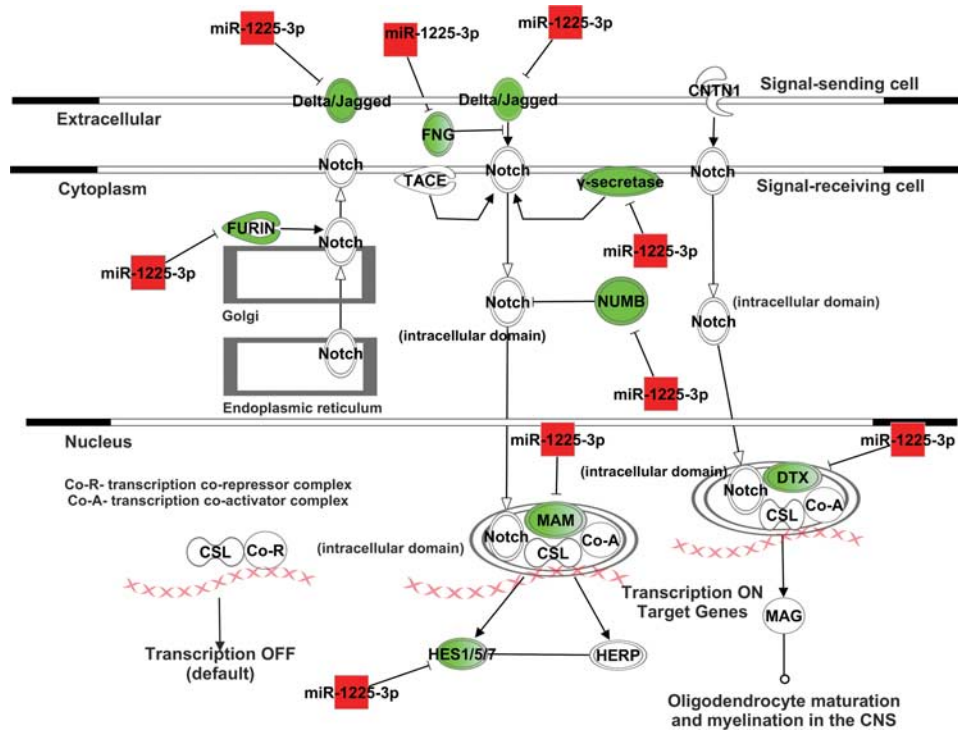 miR-1225-3p
miR-1225-3p
miR-1225-3p
Delta/Jagged
Delta/Jagged
CNTN1
Signal-sending cell
Extracellular
FNG
Notch
TACE
Notch
γ-secretase
Notch
Cytoplasm
Signal-receiving cell
FURIN
Notch
miR-1225-3p
miR-1225-3p
Golgi
Notch
NUMB
(intracellular domain)
(intracellular domain)
Notch
Notch
Endoplasmic reticulum
miR-1225-3p
Nucleus
miR-1225-3p
miR-1225-3p
(intracellular domain)
DTX
Notch
Co-A
CSL
Co-R- transcription co-repressor complex
Co-A- transcription co-activator complex
MAM
Notch
Co-A
CSL
(intracellular domain)
CSL
Co-R
Transcription ON
Target Genes
MAG
Transcription OFF
(default)
HES1/5/7
HERP
miR-1225-3p
Oligodendrocyte maturation
and myelination in the CNS